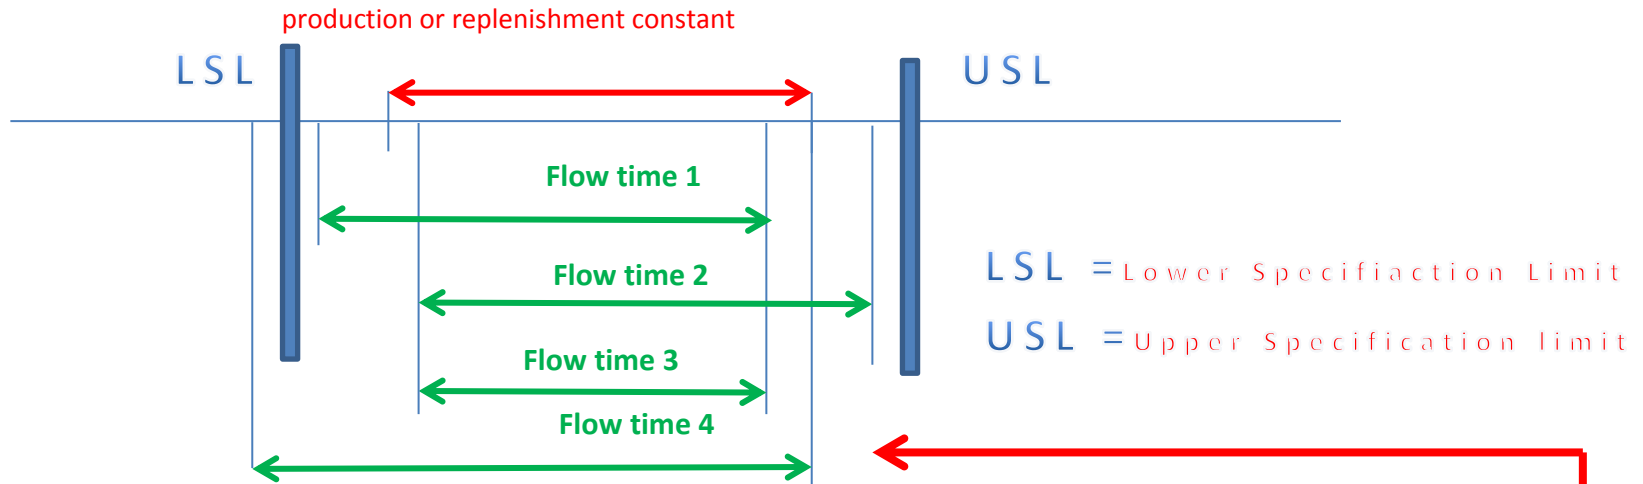 production or replenishment constant
LSL
USL
Flow time 1
Flow time 2
LSL = Lower Specifiaction Limit
USL = Upper Specification limit
Flow time 3
Flow time 4